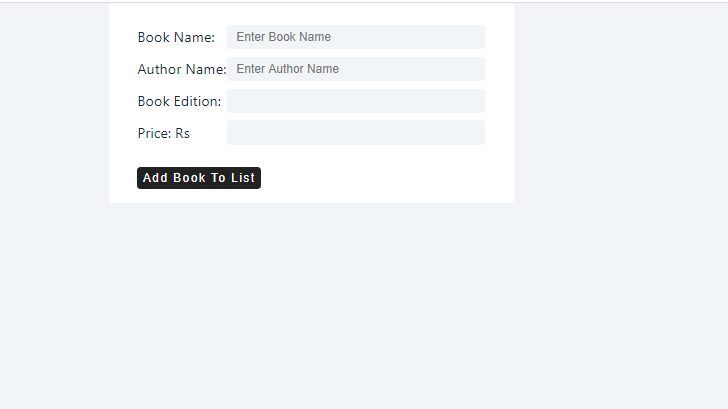 Book Name: Enter Book Name
Author Name: Enter Author Name
Book Edition:
Price: Rs
Add Book To List